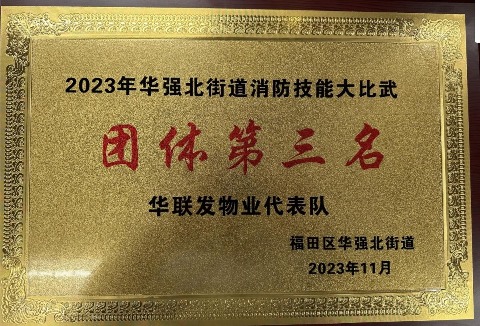 2023年华强北街道消防技能大比武
团体第三名
华联发物业代表队
福田区华强北街道
2023年11月